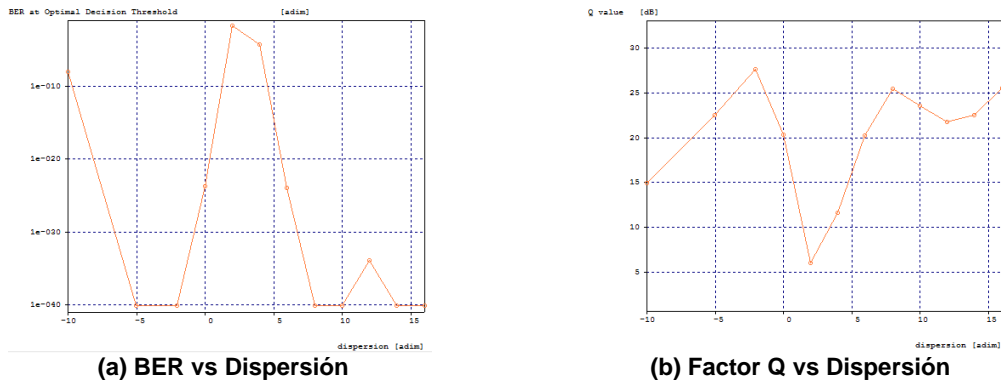 BER at Optimal Decision Threshold [adim]
1e-010
1e-020
1e-030
1e-040
-10 -5 0 5 10 15
dispersion [adim]
(a) BER vs Dispersión
Q value [dB]
30
25
20
15
10
5
-10 -5 0 5 10 15
dispersion [adim]
(b) Factor Q vs Dispersión